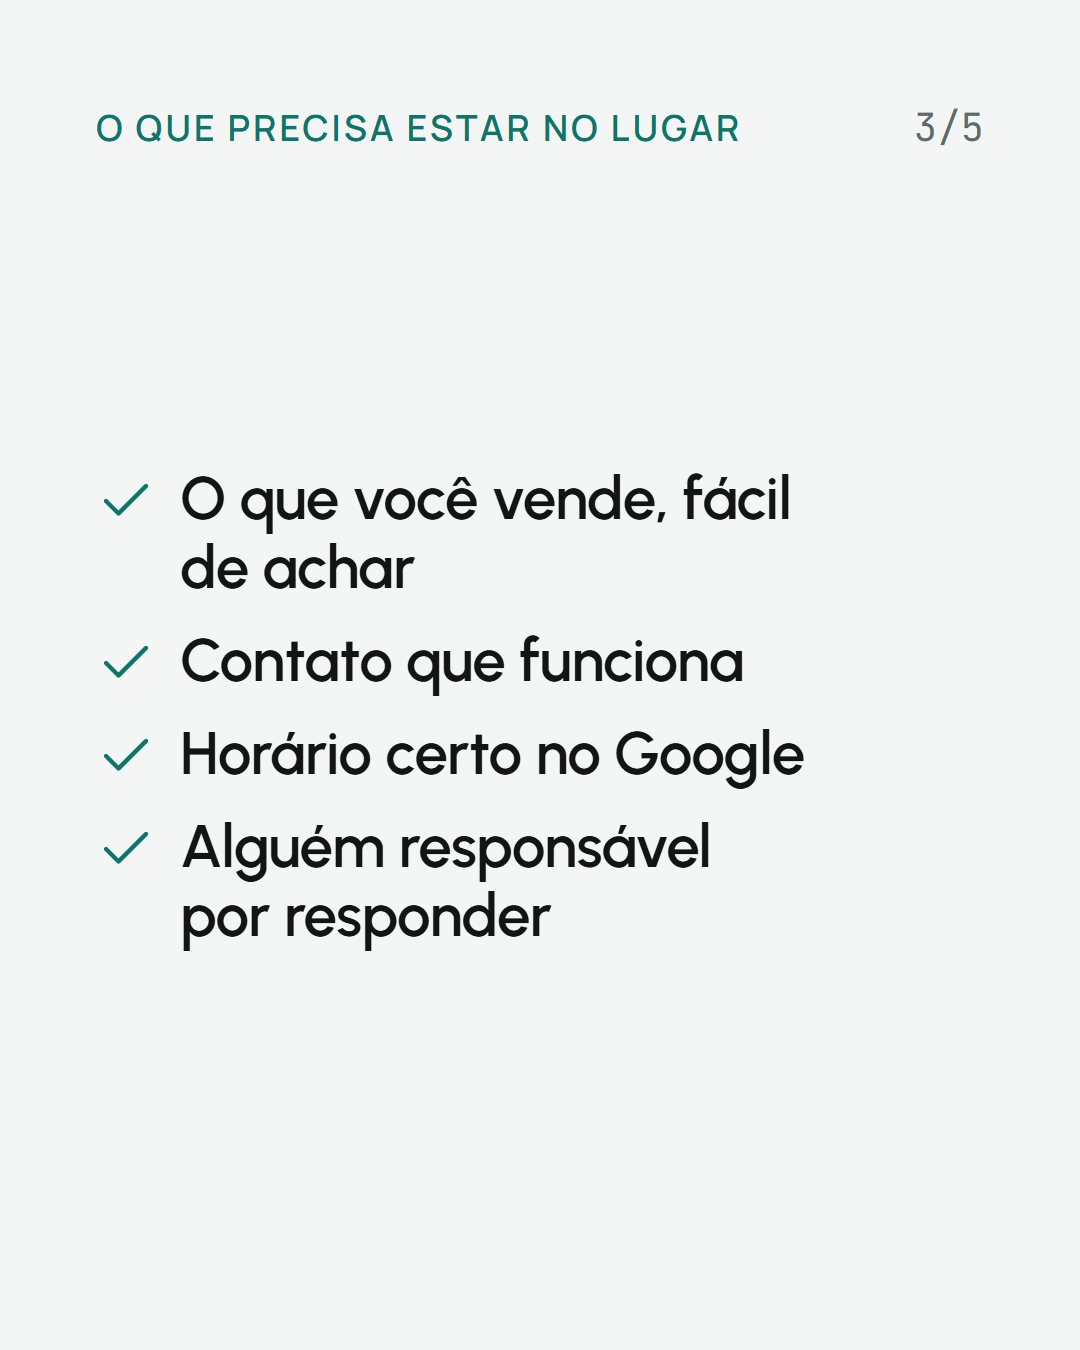 O QUE PRECISA ESTAR NO LUGAR
3/5
O que você vende, fácil
de achar
Contato que funciona
Horário certo no Google
Alguém responsável
por responder